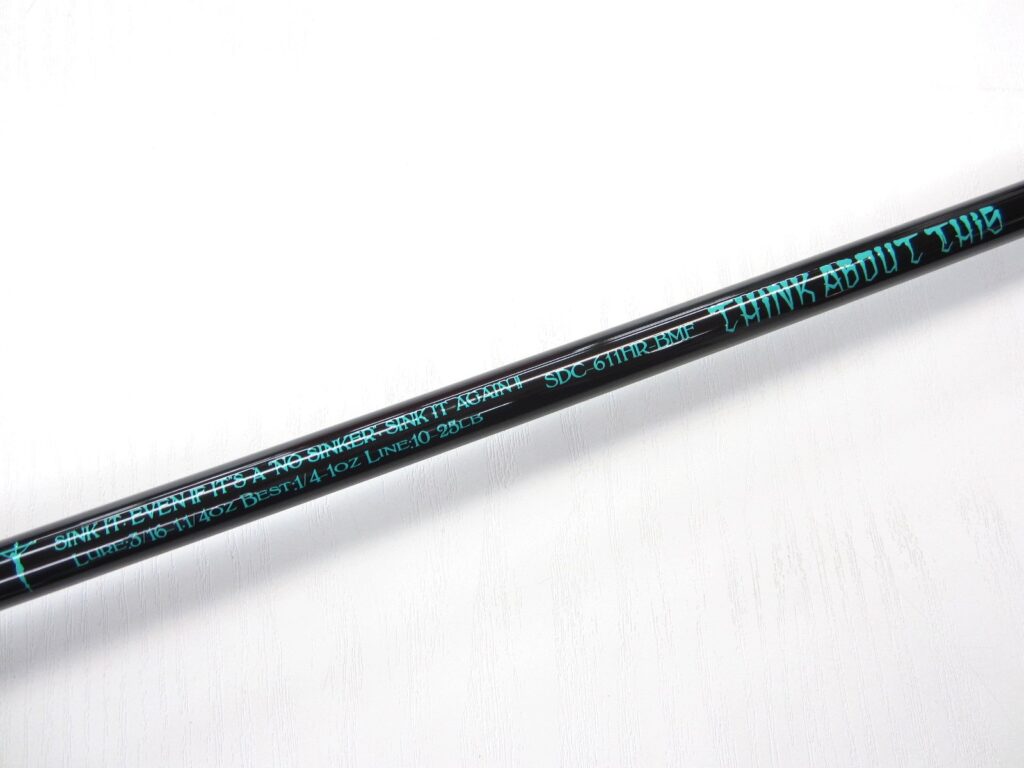 SINK IT. EVEN IF IT'S A "NO SINKER", SINK IT AGAIN!! SDC-611HR-BMF THINK ABOUT THIS
LURE:3/16-1.1/4OZ BEST:1/4-1OZ LINE:10-25LB